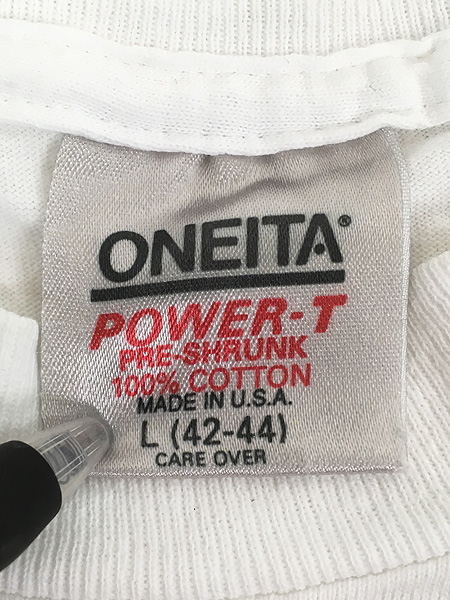 ONEITA®
POWER-T
PRE-SHRUNK
100% COTTON
MADE IN U.S.A.
L (42-44)
CARE OVER